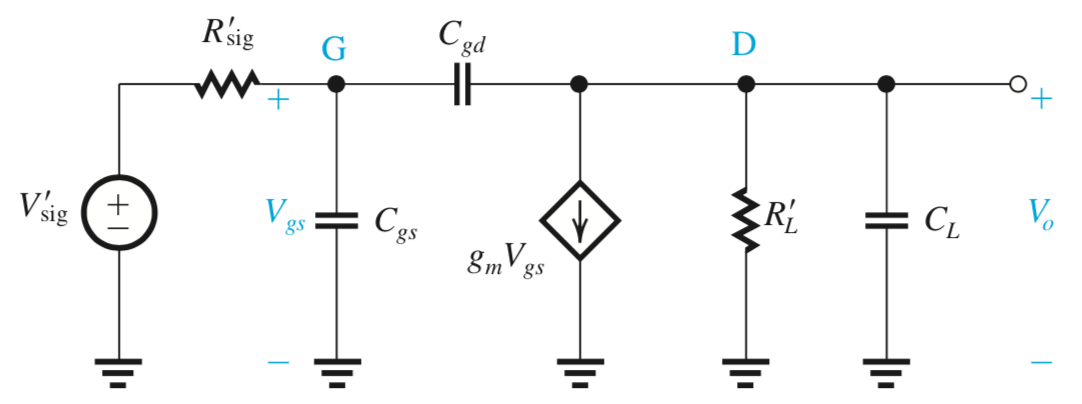 R′sig
G
Cgd
D
+
+
V′sig
+
−
Vgs
Cgs
gmVgs
R′L
CL
Vo
−
−